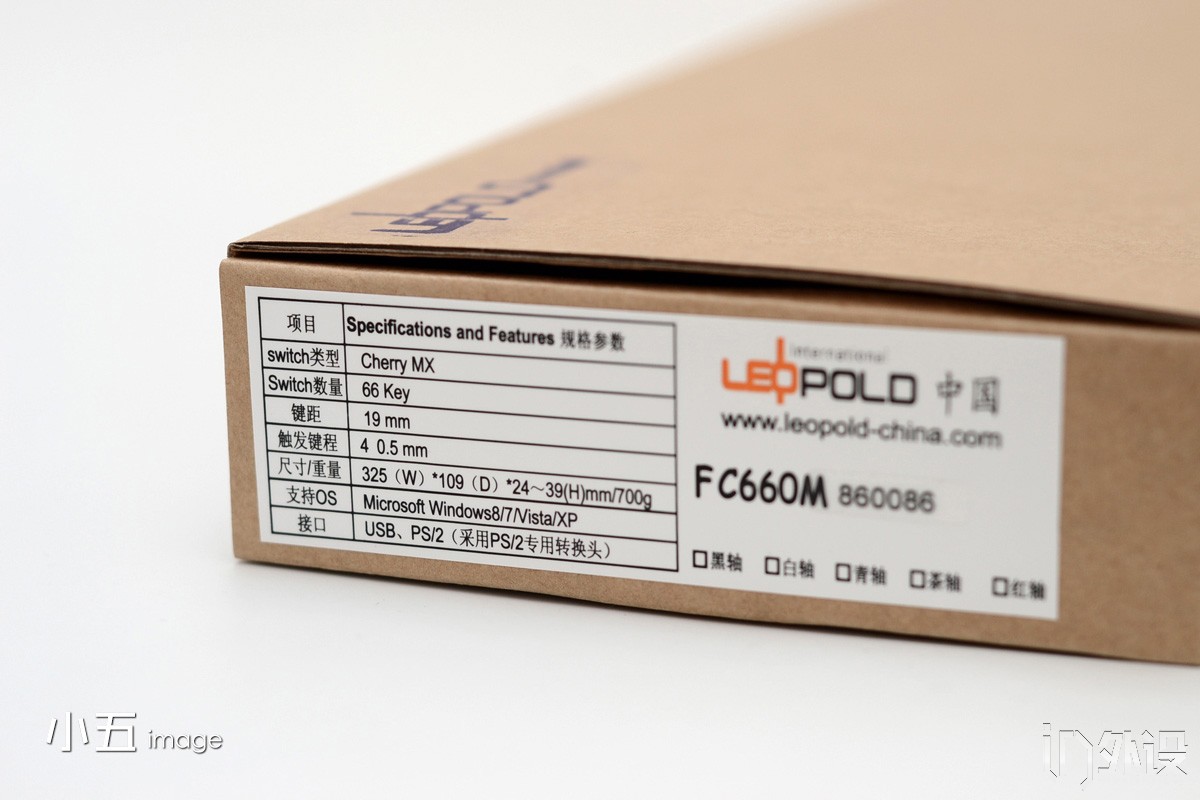 LEOPOLD
项目 Specifications and Features 规格参数
switch类型 Cherry MX
Switch数量 66 Key
键距 19 mm
触发键程 4 0.5 mm
尺寸/重量 325（W）*109（D）*24～39(H)mm/700g
支持OS Microsoft Windows8/7/Vista/XP
接口 USB、PS/2（采用PS/2专用转换头）
international
LEOPOLD 中国
www.leopold-china.com
FC660M 860086
□黑轴 □白轴 □青轴 □茶轴 □红轴
小五 image
外设